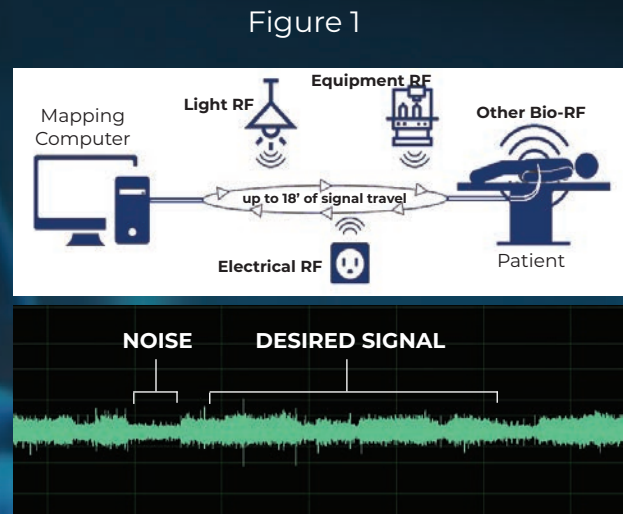 Figure 1
Mapping
Computer
Light RF
Equipment RF
Other Bio-RF
up to 18' of signal travel
Electrical RF
Patient
NOISE
DESIRED SIGNAL